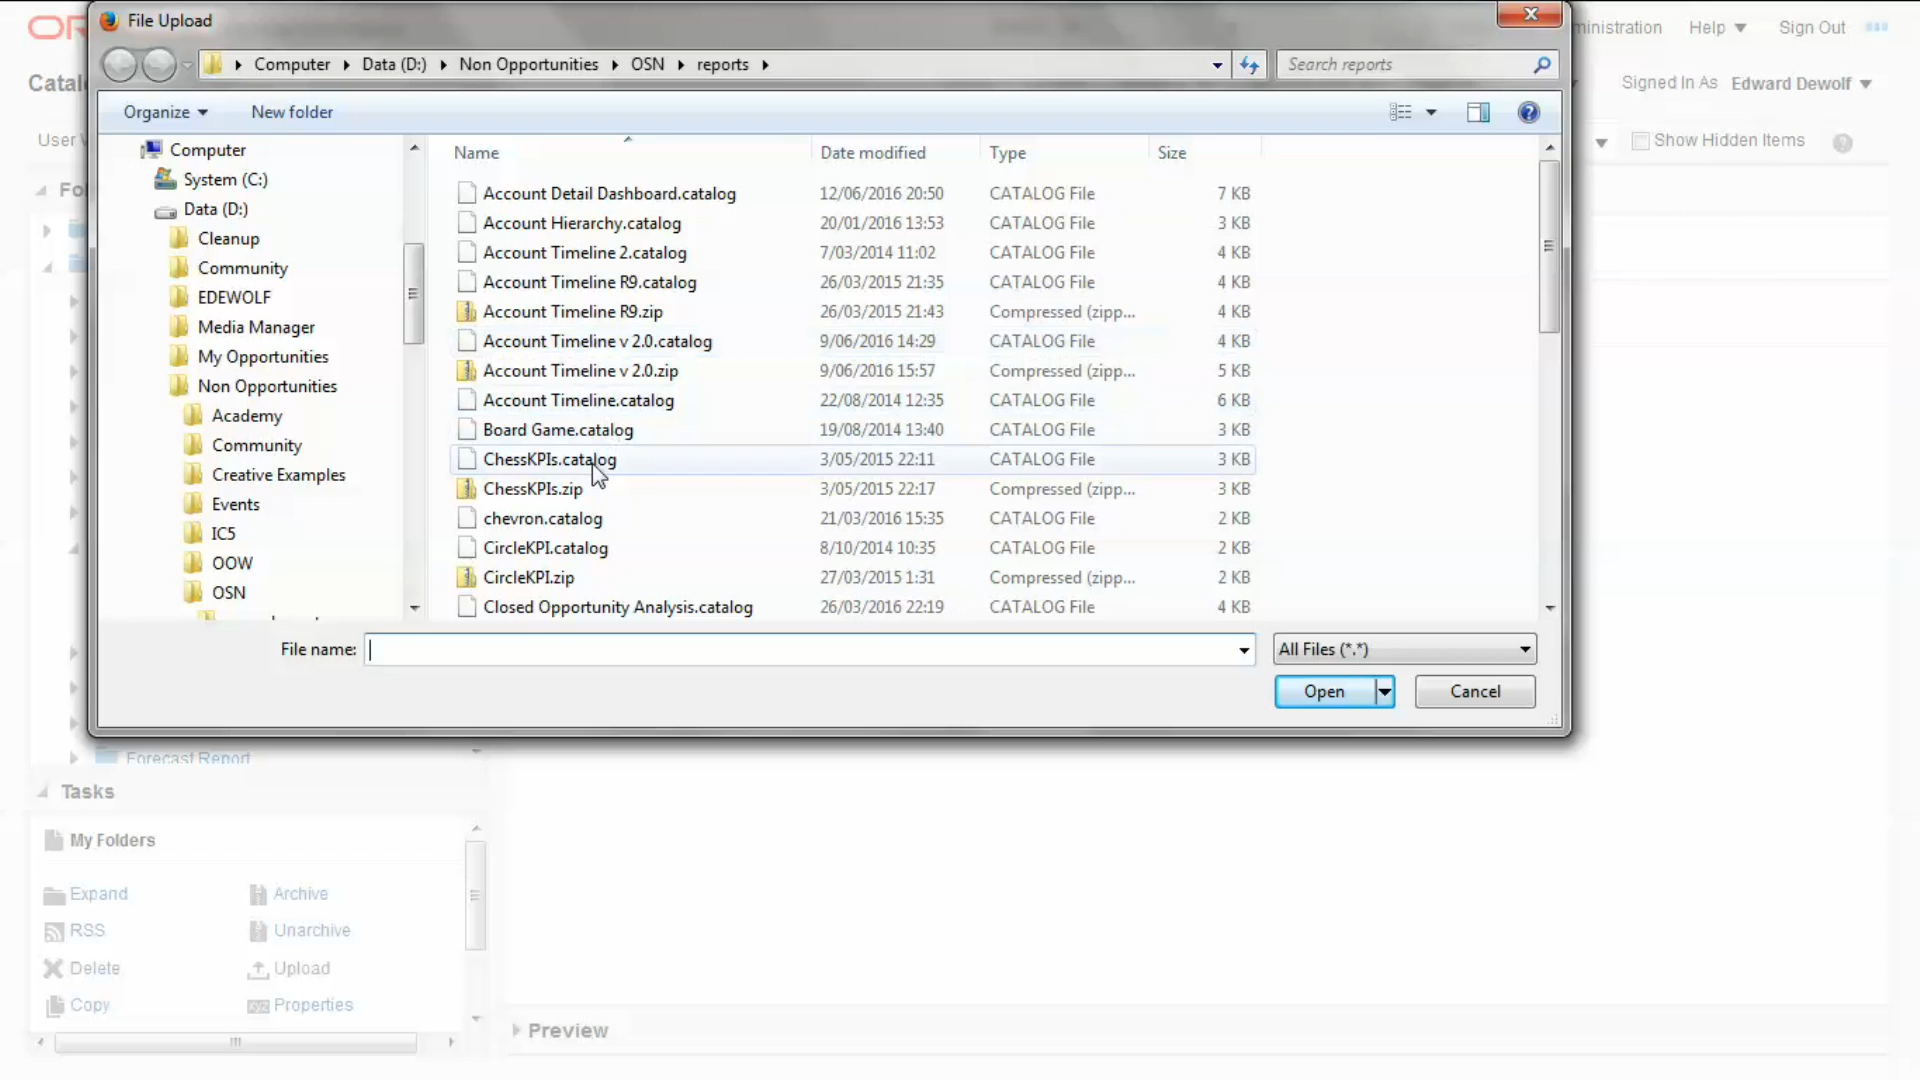 File Upload
OR
ministration Help Sign Out
Computer Data (D:) Non Opportunities OSN reports
Search reports
Signed In As Edward Dewolf
Organize New folder
Show Hidden Items
Computer
System (C:)
Data (D:)
Cleanup
Community
EDEWOLF
Media Manager
My Opportunities
Non Opportunities
Academy
Community
Creative Examples
Events
IC5
OOW
OSN
Name Date modified Type Size
Account Detail Dashboard.catalog 12/06/2016 20:50 CATALOG File 7 KB
Account Hierarchy.catalog 20/01/2016 13:53 CATALOG File 3 KB
Account Timeline 2.catalog 7/03/2014 11:02 CATALOG File 4 KB
Account Timeline R9.catalog 26/03/2015 21:35 CATALOG File 4 KB
Account Timeline R9.zip 26/03/2015 21:43 Compressed (zipp... 4 KB
Account Timeline v 2.0.catalog 9/06/2016 14:29 CATALOG File 4 KB
Account Timeline v 2.0.zip 9/06/2016 15:57 Compressed (zipp... 5 KB
Account Timeline.catalog 22/08/2014 12:35 CATALOG File 6 KB
Board Game.catalog 19/08/2014 13:40 CATALOG File 3 KB
ChessKPIs.catalog 3/05/2015 22:11 CATALOG File 3 KB
ChessKPIs.zip 3/05/2015 22:17 Compressed (zipp... 3 KB
chevron.catalog 21/03/2016 15:35 CATALOG File 2 KB
CircleKPI.catalog 8/10/2014 10:35 CATALOG File 2 KB
CircleKPI.zip 27/03/2015 1:31 Compressed (zipp... 2 KB
Closed Opportunity Analysis.catalog 26/03/2016 22:19 CATALOG File 4 KB
File name:
All Files (*.*)
Open Cancel
Forecast Report
Tasks
My Folders
Expand Archive
RSS Unarchive
Delete Upload
Copy Properties
Preview